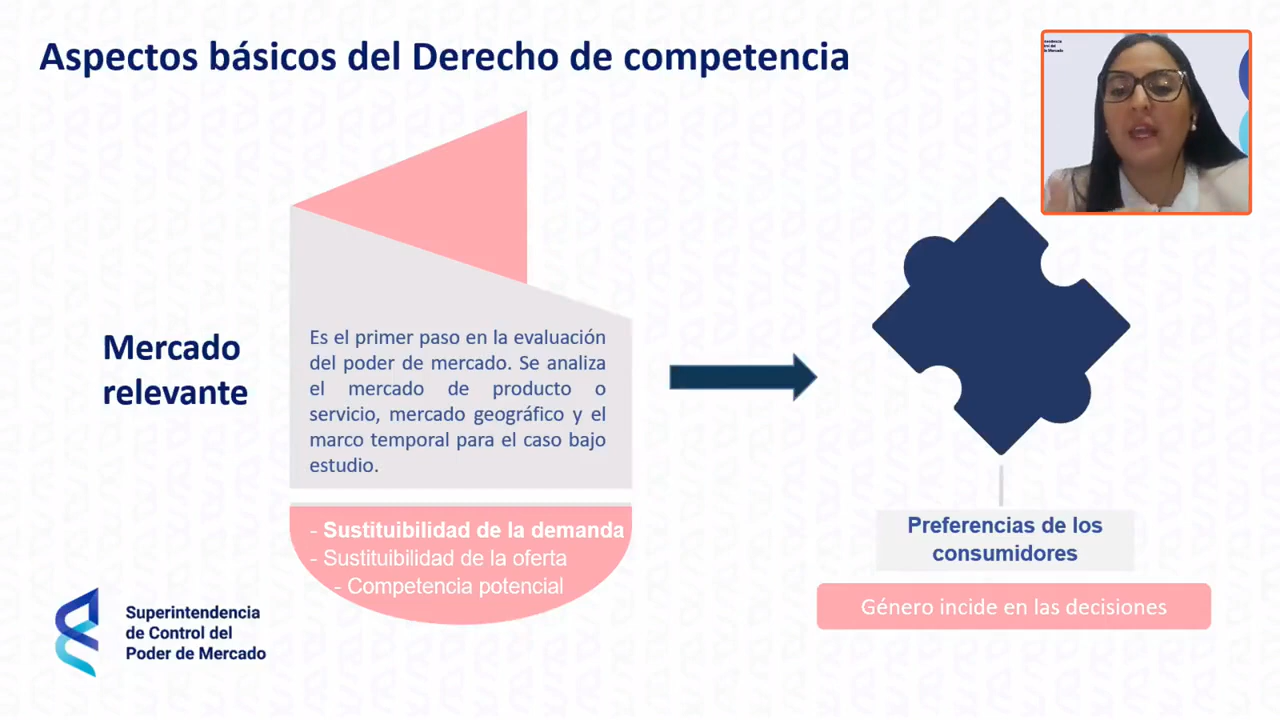 Aspectos básicos del Derecho de competencia
Mercado
relevante
Es el primer paso en la evaluación
del poder de mercado. Se analiza
el mercado de producto o
servicio, mercado geográfico y el
marco temporal para el caso bajo
estudio.
- Sustituibilidad de la demanda
- Sustituibilidad de la oferta
- Competencia potencial
Preferencias de los
consumidores
Género incide en las decisiones
Superintendencia
de Control del
Poder de Mercado